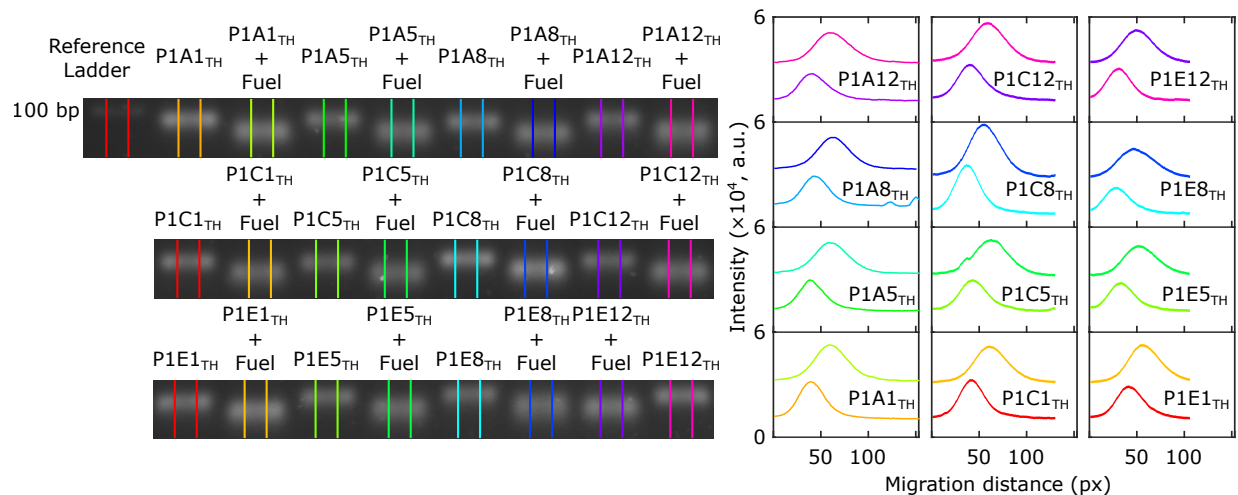 Reference Ladder
P1A1TH
P1A1TH + Fuel
P1A5TH
P1A5TH + Fuel
P1A8TH
P1A8TH + Fuel
P1A12TH
P1A12TH + Fuel
100 bp
P1C1TH
P1C1TH + Fuel
P1C5TH
P1C5TH + Fuel
P1C8TH
P1C8TH + Fuel
P1C12TH
P1C12TH + Fuel
P1E1TH
P1E1TH + Fuel
P1E5TH
P1E5TH + Fuel
P1E8TH
P1E8TH + Fuel
P1E12TH + Fuel
P1E12TH
Intensity (×10⁴, a.u.)
6
P1A12TH
P1C12TH
P1E12TH
6
P1A8TH
P1C8TH
P1E8TH
6
P1A5TH
P1C5TH
P1E5TH
6
P1A1TH
P1C1TH
P1E1TH
0
50 100 50 100 50 100
Migration distance (px)